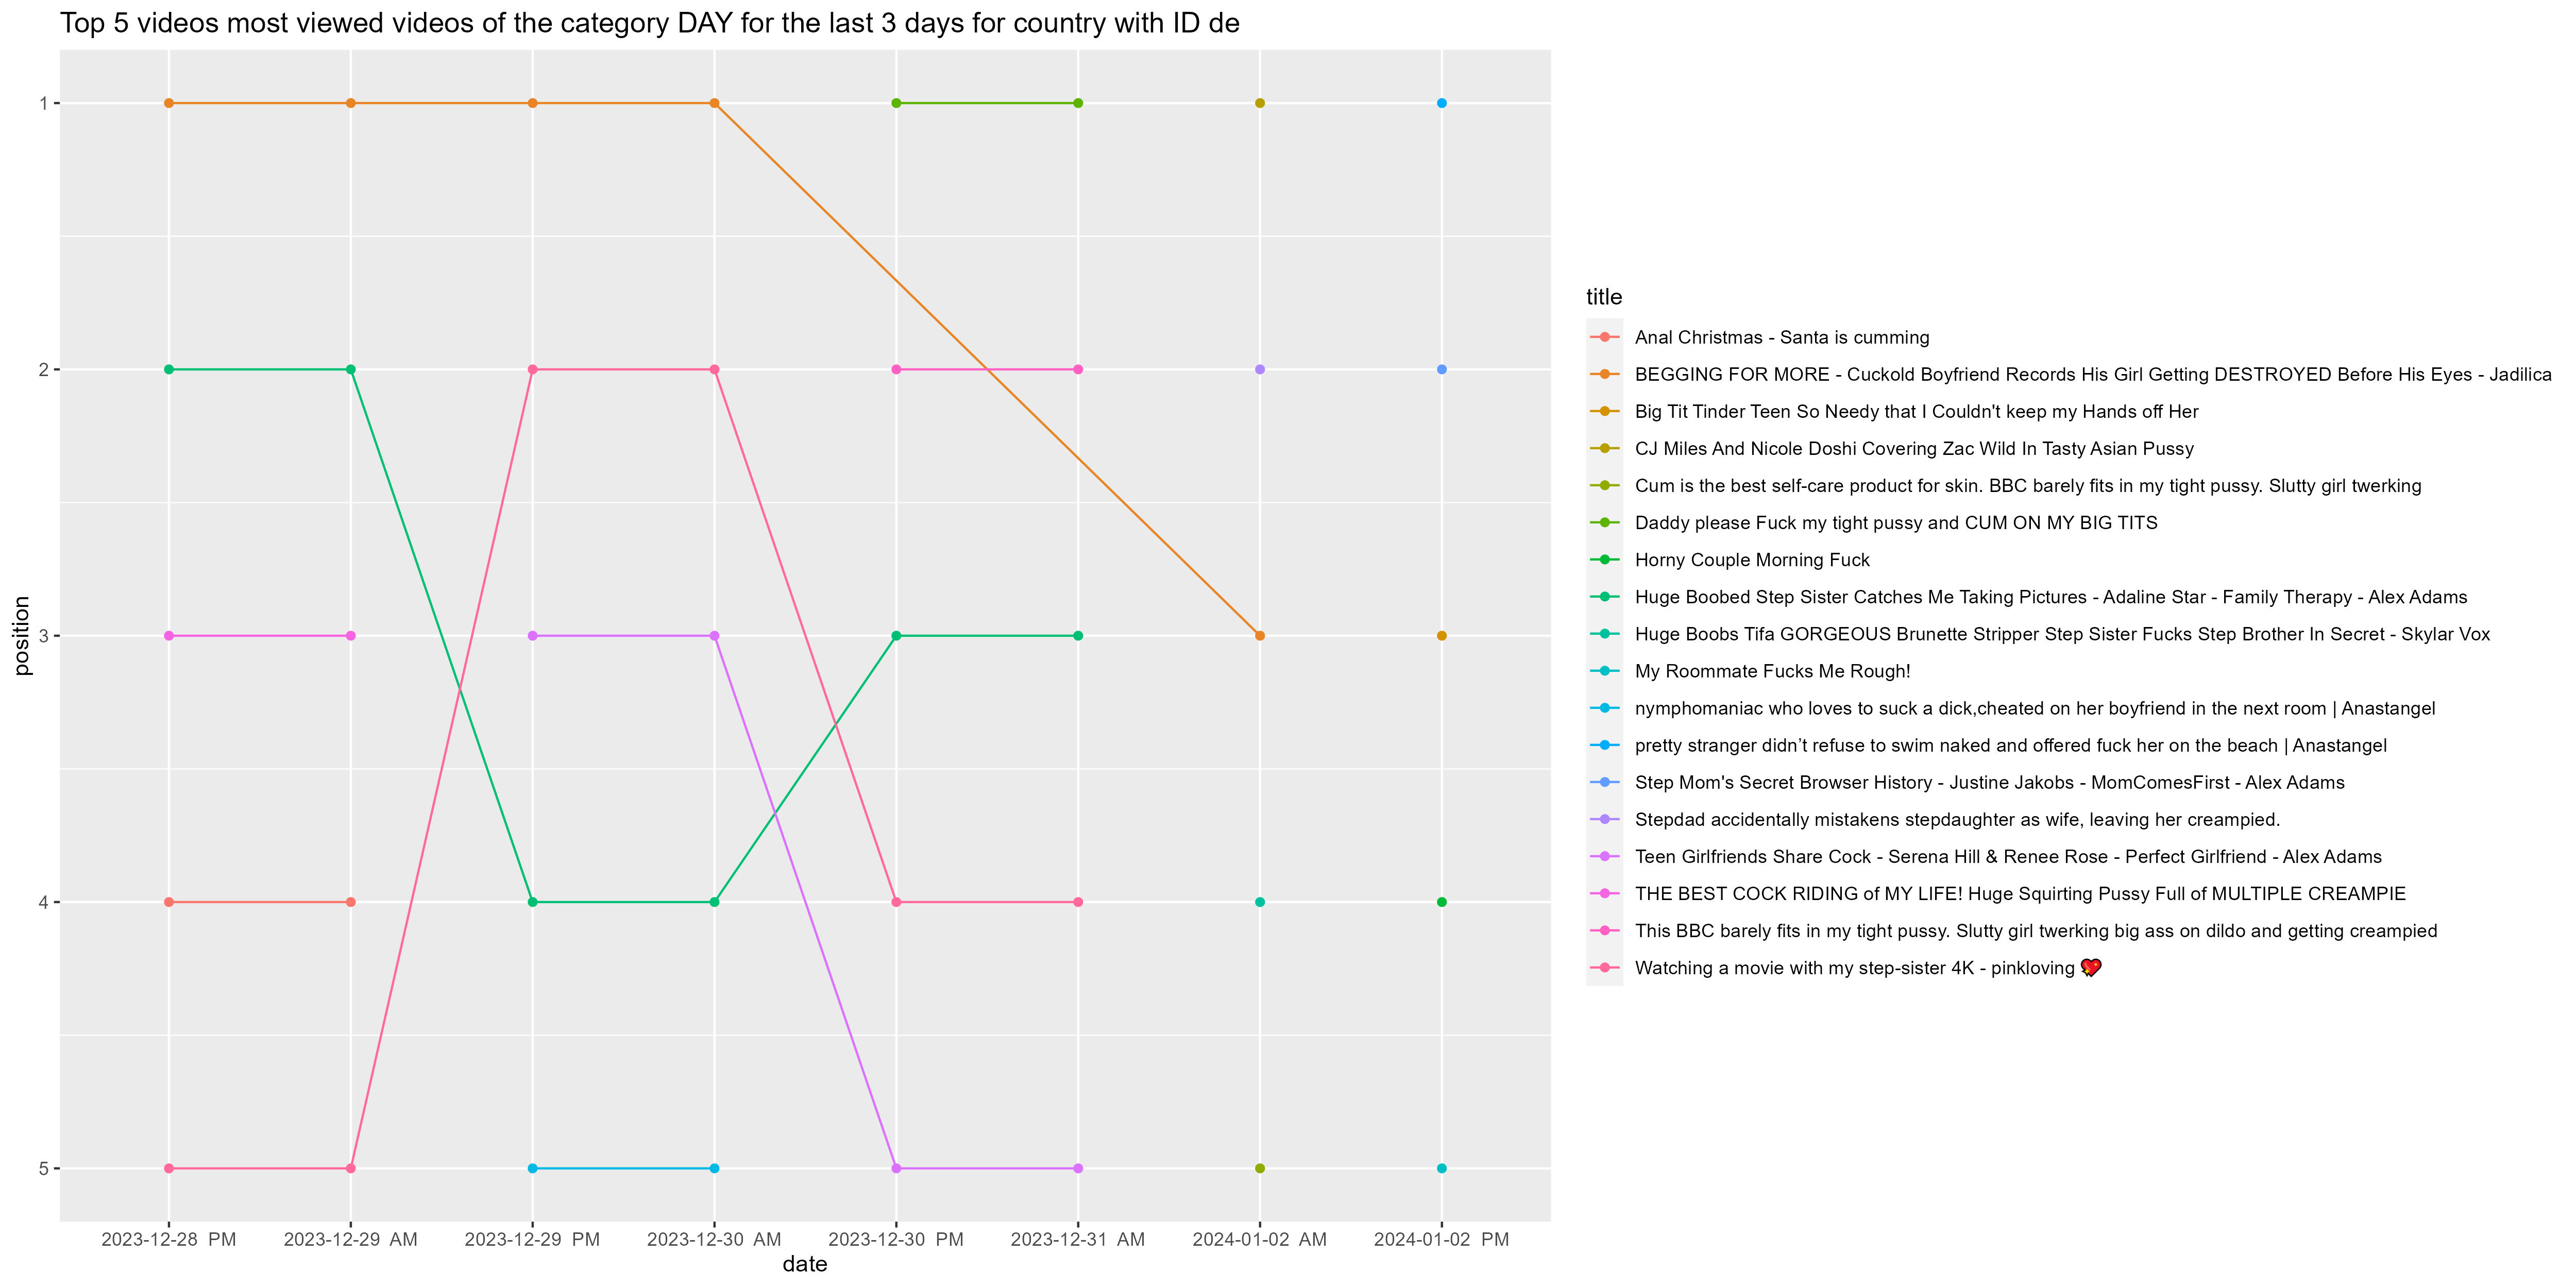 Top 5 videos most viewed videos of the category DAY for the last 3 days for country with ID de
position
1
2
3
4
5
2023-12-28 PM
2023-12-29 AM
2023-12-29 PM
2023-12-30 AM
2023-12-30 PM
2023-12-31 AM
2024-01-02 AM
2024-01-02 PM
date
title
Anal Christmas - Santa is cumming
BEGGING FOR MORE - Cuckold Boyfriend Records His Girl Getting DESTROYED Before His Eyes - Jadilica
Big Tit Tinder Teen So Needy that I Couldn't keep my Hands off Her
CJ Miles And Nicole Doshi Covering Zac Wild In Tasty Asian Pussy
Cum is the best self-care product for skin. BBC barely fits in my tight pussy. Slutty girl twerking
Daddy please Fuck my tight pussy and CUM ON MY BIG TITS
Horny Couple Morning Fuck
Huge Boobed Step Sister Catches Me Taking Pictures - Adaline Star - Family Therapy - Alex Adams
Huge Boobs Tifa GORGEOUS Brunette Stripper Step Sister Fucks Step Brother In Secret - Skylar Vox
My Roommate Fucks Me Rough!
nymphomaniac who loves to suck a dick,cheated on her boyfriend in the next room | Anastangel
pretty stranger didn’t refuse to swim naked and offered fuck her on the beach | Anastangel
Step Mom's Secret Browser History - Justine Jakobs - MomComesFirst - Alex Adams
Stepdad accidentally mistakens stepdaughter as wife, leaving her creampied.
Teen Girlfriends Share Cock - Serena Hill & Renee Rose - Perfect Girlfriend - Alex Adams
THE BEST COCK RIDING of MY LIFE! Huge Squirting Pussy Full of MULTIPLE CREAMPIE
This BBC barely fits in my tight pussy. Slutty girl twerking big ass on dildo and getting creampied
Watching a movie with my step-sister 4K - pinkloving 💖